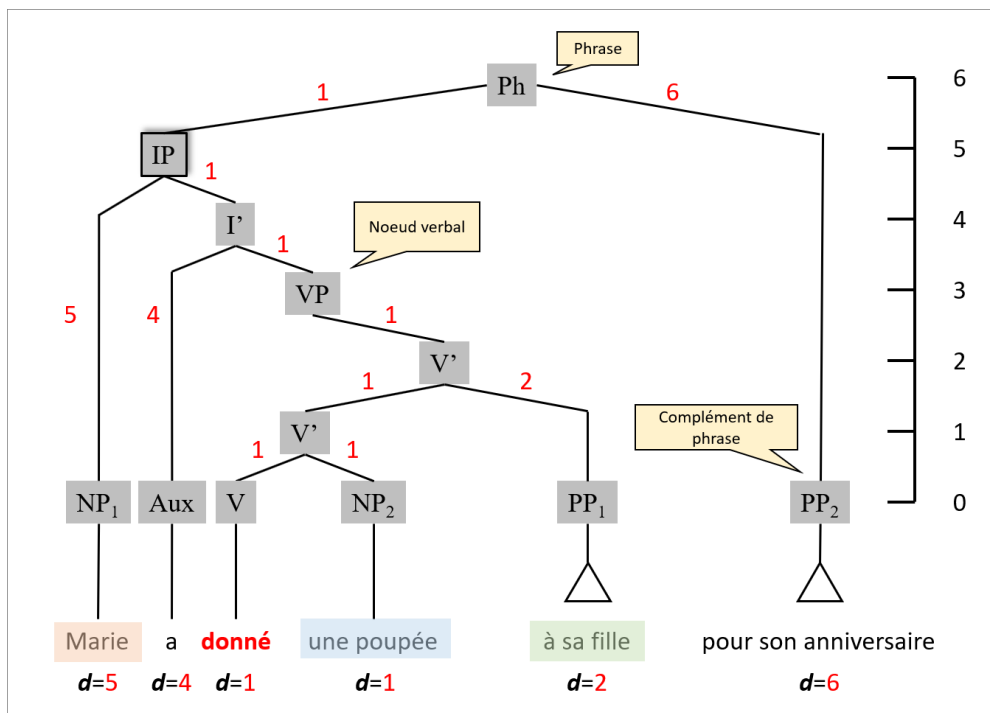 Phrase
Ph
6
1
6
IP
5
1
I’
4
Noeud verbal
1
VP
3
5
4
1
V’
2
1
2
Complément de
phrase
V’
1
1
1
NP1
Aux
V
NP2
PP1
PP2
0
Marie a donné une poupée à sa fille pour son anniversaire
d=5 d=4 d=1 d=1 d=2 d=6